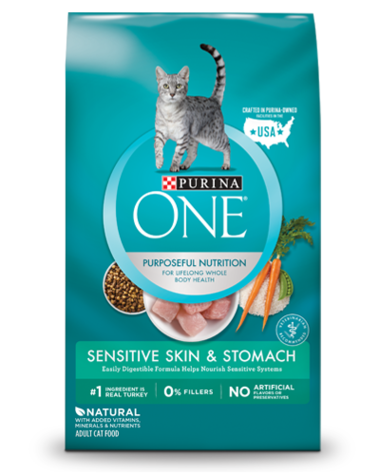 CRAFTED IN PURINA-OWNED
FACILITIES IN THE
USA
PURINA
ONE®
PURPOSEFUL NUTRITION
FOR LIFELONG WHOLE
BODY HEALTH
VETERINARIAN
RECOMMENDED
SENSITIVE SKIN & STOMACH
Easily Digestible Formula Helps Nourish Sensitive Systems
#1 INGREDIENT IS
REAL TURKEY
0% FILLERS
NO ARTIFICIAL
FLAVORS OR
PRESERVATIVES
NATURAL
WITH ADDED VITAMINS,
MINERALS & NUTRIENTS
ADULT CAT FOOD